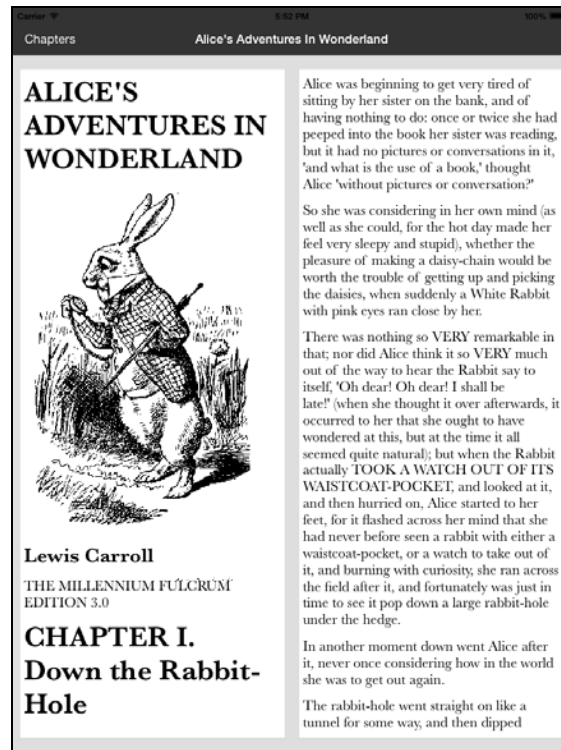 Carrier
5:52 PM
100%
Chapters
Alice's Adventures In Wonderland
ALICE'S
ADVENTURES IN
WONDERLAND
Lewis Carroll
THE MILLENNIUM FULCRUM
EDITION 3.0
CHAPTER I.
Down the Rabbit-
Hole
Alice was beginning to get very tired of
sitting by her sister on the bank, and of
having nothing to do: once or twice she had
peeped into the book her sister was reading,
but it had no pictures or conversations in it,
'and what is the use of a book,' thought
Alice 'without pictures or conversation?'
So she was considering in her own mind (as
well as she could, for the hot day made her
feel very sleepy and stupid), whether the
pleasure of making a daisy-chain would be
worth the trouble of getting up and picking
the daisies, when suddenly a White Rabbit
with pink eyes ran close by her.
There was nothing so VERY remarkable in
that; nor did Alice think it so VERY much
out of the way to hear the Rabbit say to
itself, 'Oh dear! Oh dear! I shall be
late!' (when she thought it over afterwards, it
occurred to her that she ought to have
wondered at this, but at the time it all
seemed quite natural); but when the Rabbit
actually TOOK A WATCH OUT OF ITS
WAISTCOAT-POCKET, and looked at it,
and then hurried on, Alice started to her
feet, for it flashed across her mind that she
had never before seen a rabbit with either a
waistcoat-pocket, or a watch to take out of
it, and burning with curiosity, she ran across
the field after it, and fortunately was just in
time to see it pop down a large rabbit-hole
under the hedge.
In another moment down went Alice after
it, never once considering how in the world
she was to get out again.
The rabbit-hole went straight on like a
tunnel for some way, and then dipped